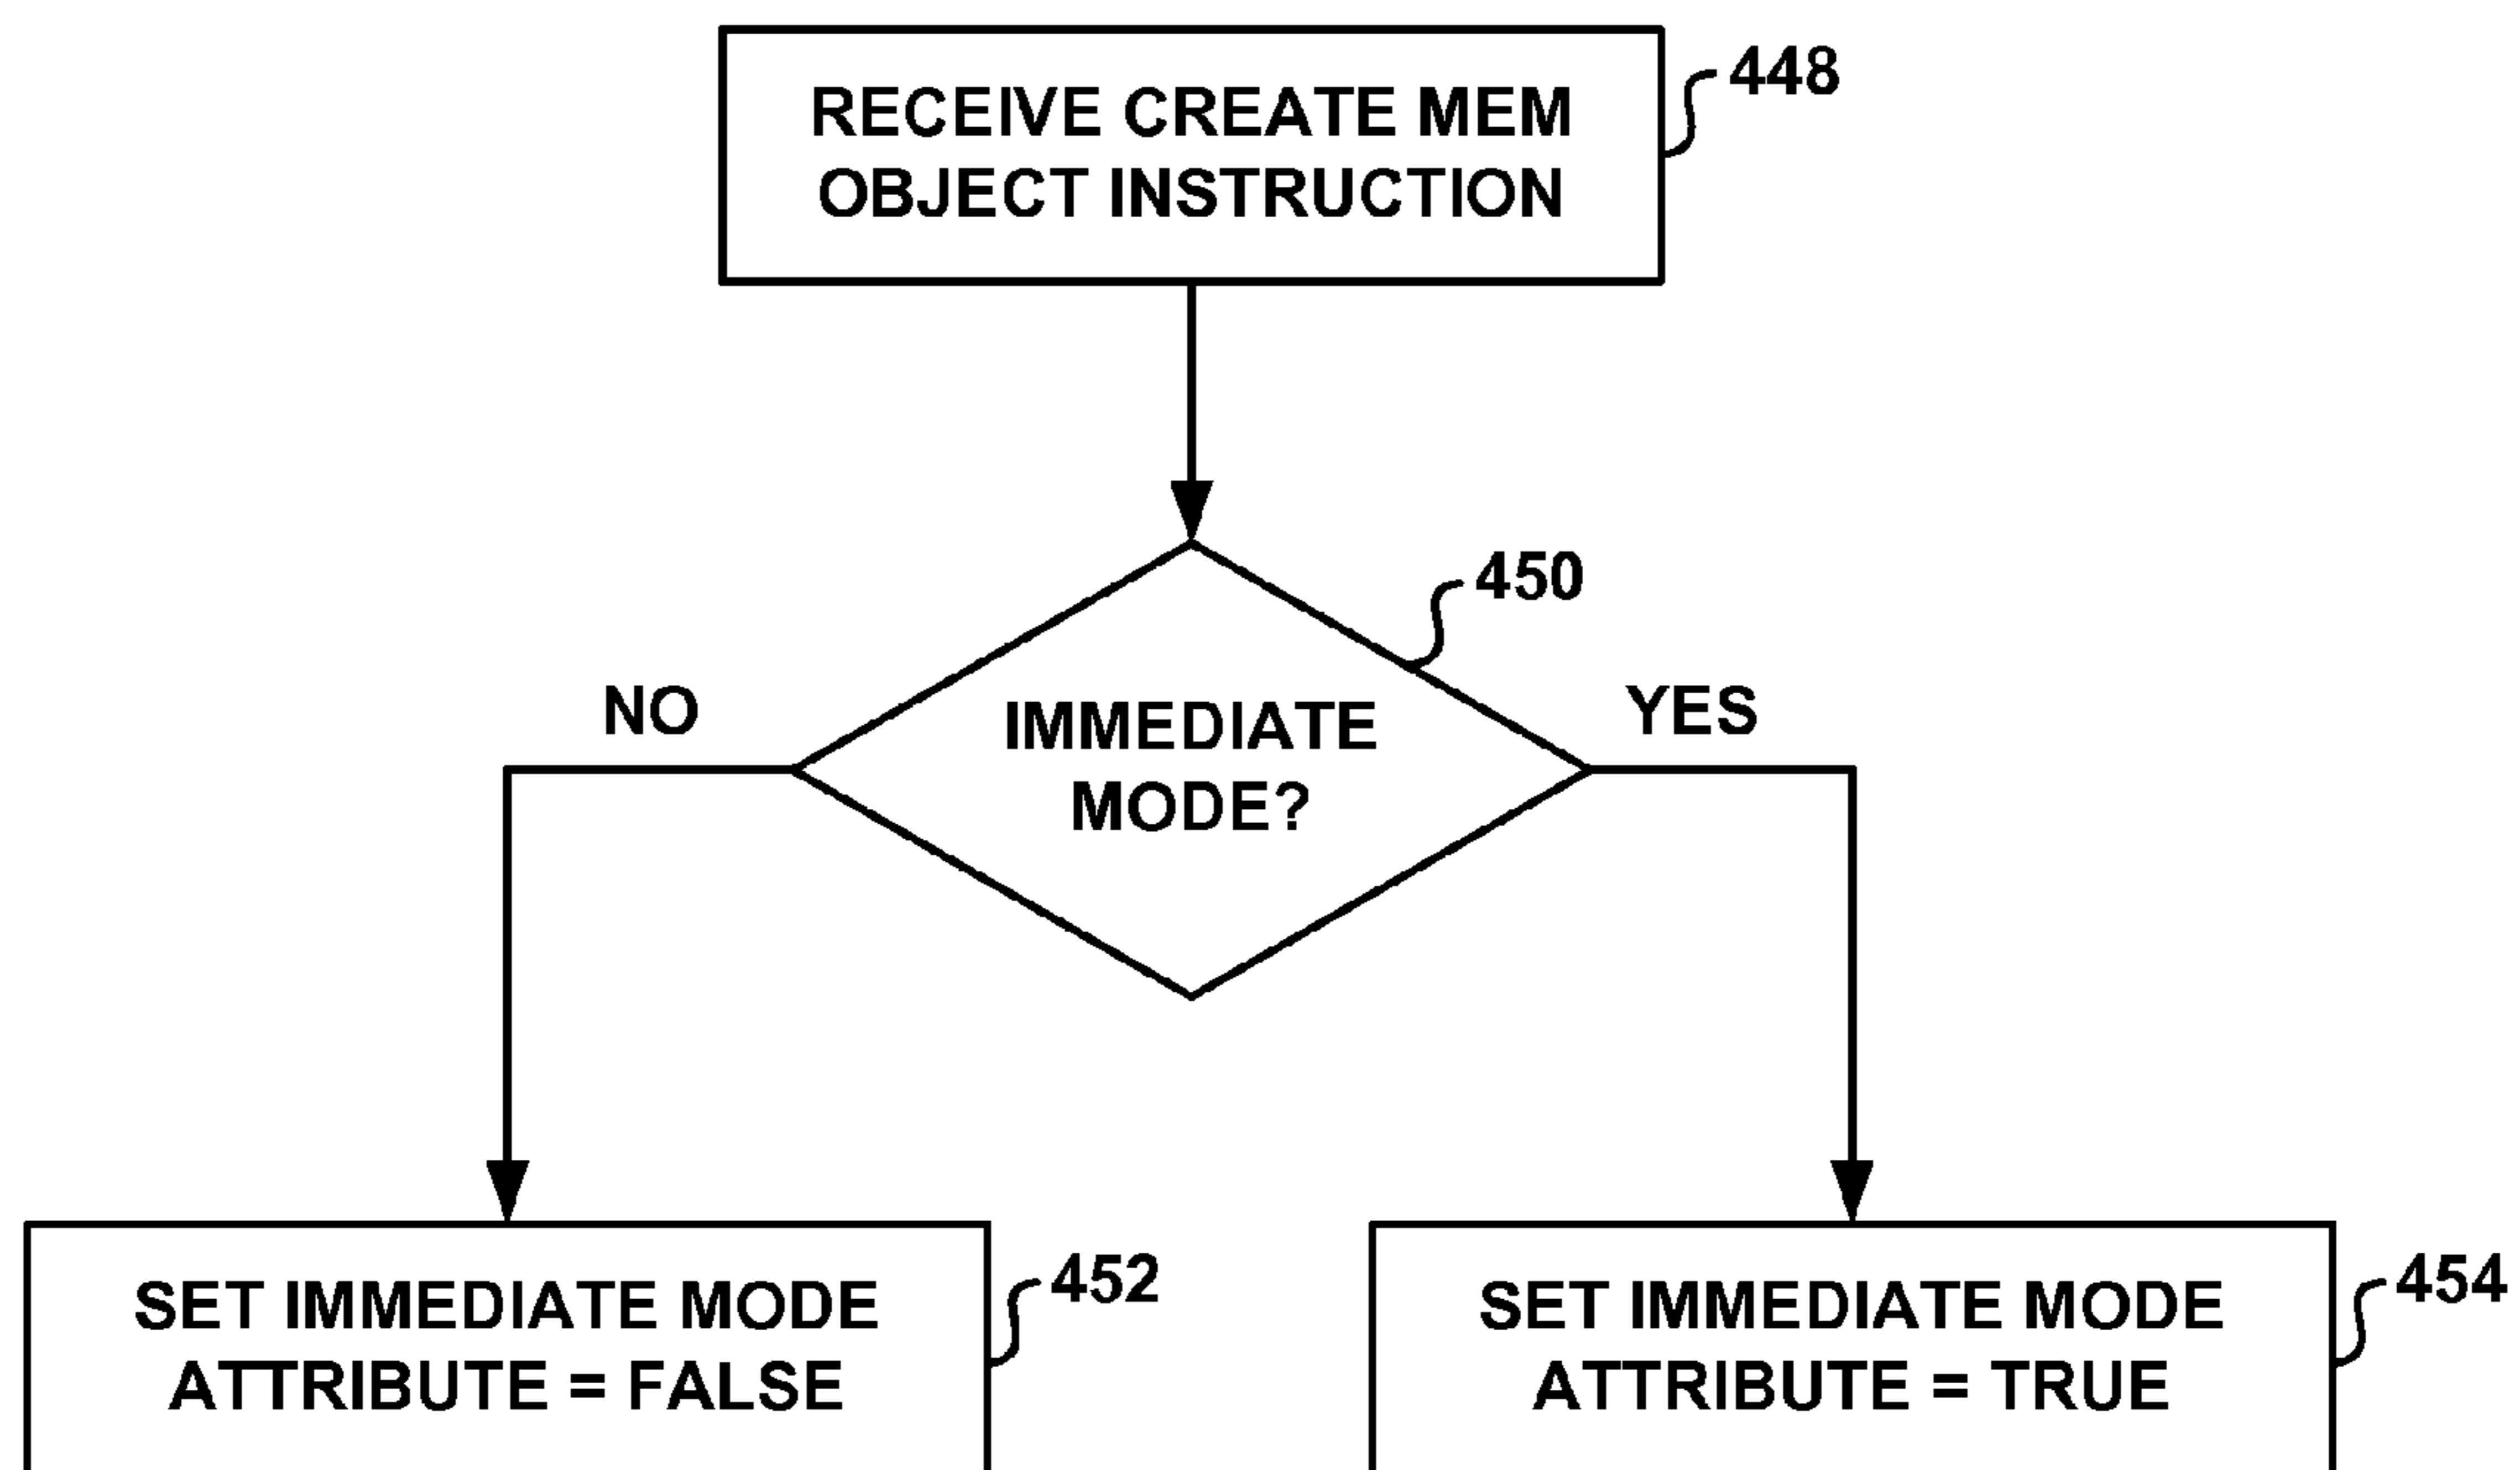 RECEIVE CREATE MEM
OBJECT INSTRUCTION
448
450
NO
IMMEDIATE
MODE?
YES
SET IMMEDIATE MODE
ATTRIBUTE = FALSE
452
SET IMMEDIATE MODE
ATTRIBUTE = TRUE
454